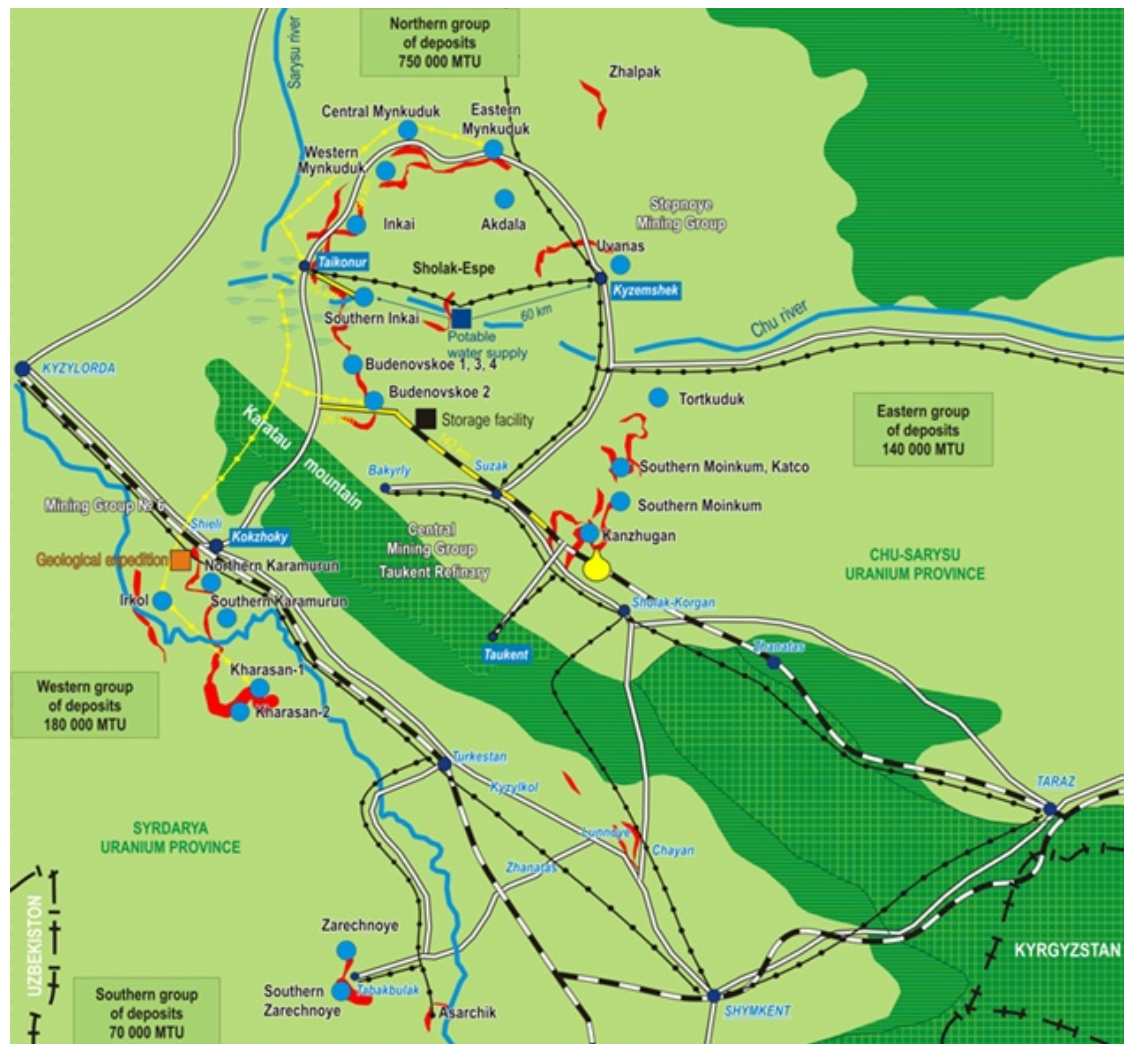 Northern group
of deposits
750 000 MTU
Sarysu river
Zhalpak
Central Mynkuduk
Eastern
Mynkuduk
Western
Mynkuduk
Inkai
Akdala
Stepnoye
Mining Group
Uvanas
Taikonur
Sholak-Espe
Kyzemshek
Southern Inkai
60 km
Potable
water supply
Chu river
KYZYLORDA
Budenovskoe 1, 3, 4
Budenovskoe 2
Storage facility
Tortkuduk
Eastern group
of deposits
140 000 MTU
Karatau
mountain
Bakyrly
Suzak
Southern Moinkum, Katco
Southern Moinkum
Kanzhugan
Mining Group № 6
Shieli
Kokzhoky
Central
Mining Group
Taukent Refinary
CHU-SARYSU
URANIUM PROVINCE
Geological expedition
Northern Karamurun
Irkol
Southern Karamurun
Sholak-Korgan
Taukent
Zhanatas
Western group
of deposits
180 000 MTU
Kharasan-1
Kharasan-2
Turkestan
Kyzylkol
TARAZ
SYRDARYA
URANIUM PROVINCE
Lunnoye
Chayan
Zhanatas
UZBEKISTON
Zarechnoye
KYRGYZSTAN
Southern
Zarechnoye
Tabakbulak
Asarchik
SHYMKENT
Southern group
of deposits
70 000 MTU